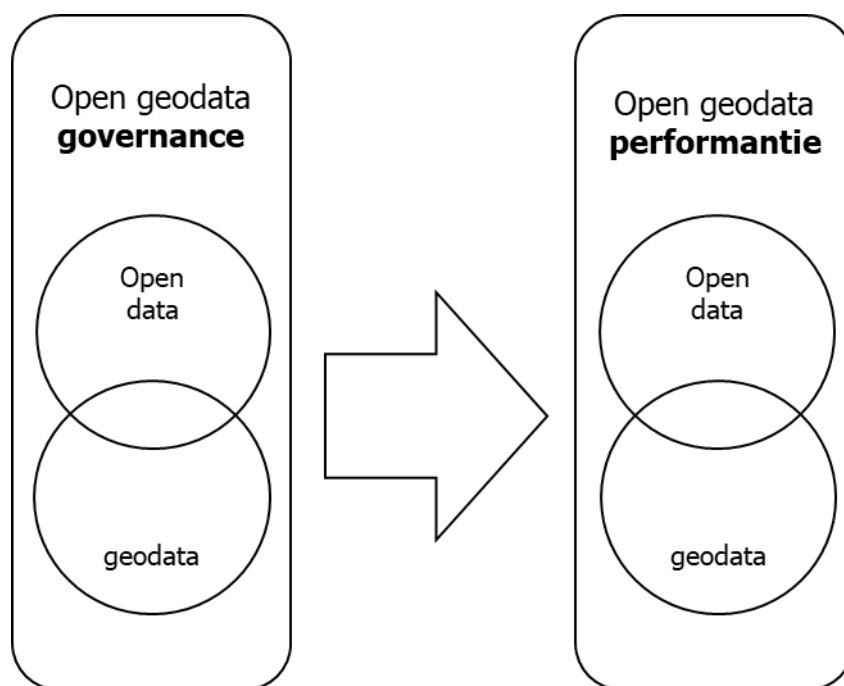 Open geodata
governance
Open
data
geodata
Open geodata
performantie
Open
data
geodata